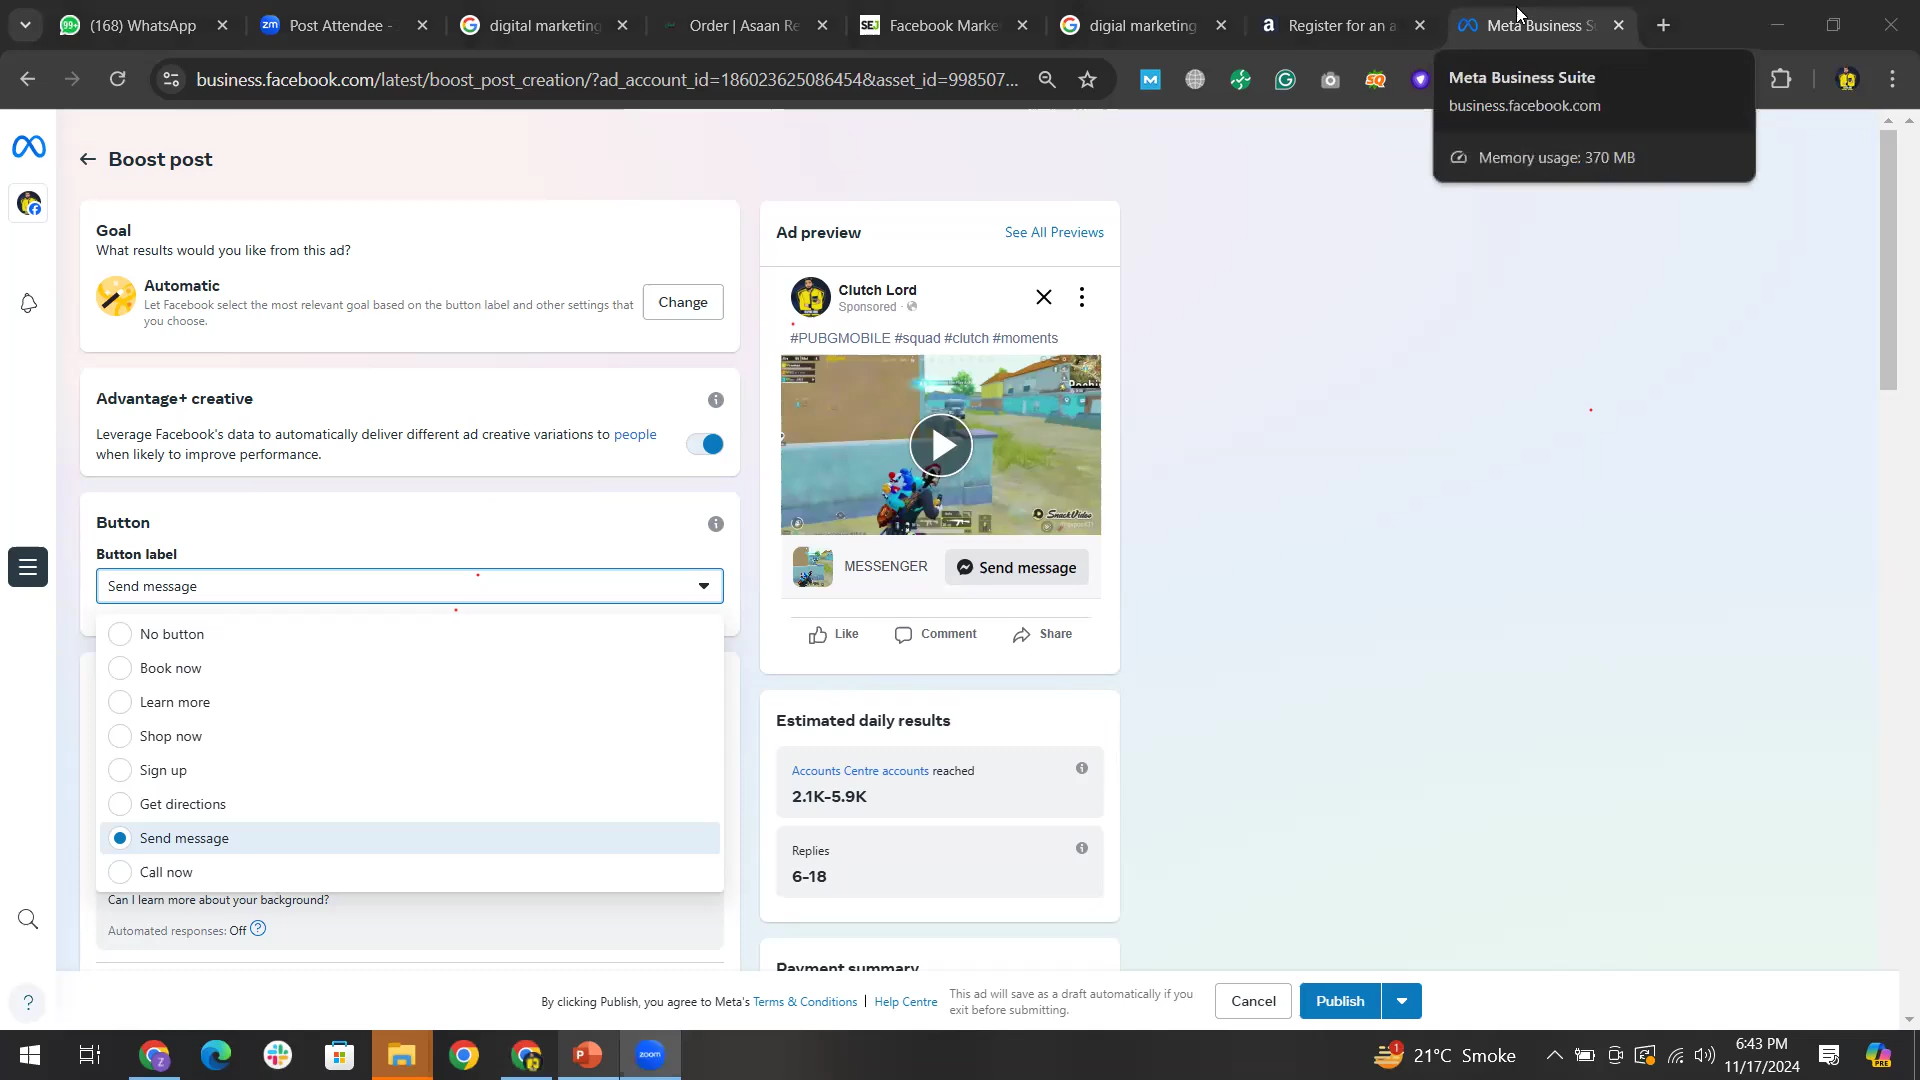 (168) WhatsApp
Post Attendee -
digital marketing
Order | Asaan Re
Facebook Marke
digial marketing
Register for an a
Meta Business S
business.facebook.com/latest/boost_post_creation/?ad_account_id=1860236250864548&asset_id=998507...
Meta Business Suite
business.facebook.com
Memory usage: 370 MB
Boost post
Goal
What results would you like from this ad?
Automatic
Let Facebook select the most relevant goal based on the button label and other settings that
you choose.
Change
Advantage+ creative
Leverage Facebook's data to automatically deliver different ad creative variations to people
when likely to improve performance.
Button
Button label
Send message
No button
Book now
Learn more
Shop now
Sign up
Get directions
Send message
Call now
Can I learn more about your background?
Automated responses: Off
Ad preview
See All Previews
Clutch Lord
Sponsored ·
#PUBGMOBILE #squad #clutch #moments
SnackVideo
MESSENGER
Send message
Like
Comment
Share
Estimated daily results
Accounts Centre accounts reached
2.1K-5.9K
Replies
6-18
Payment summary
By clicking Publish, you agree to Meta's Terms & Conditions | Help Centre
This ad will save as a draft automatically if you
exit before submitting.
Cancel
Publish
21°C Smoke
6:43 PM
11/17/2024